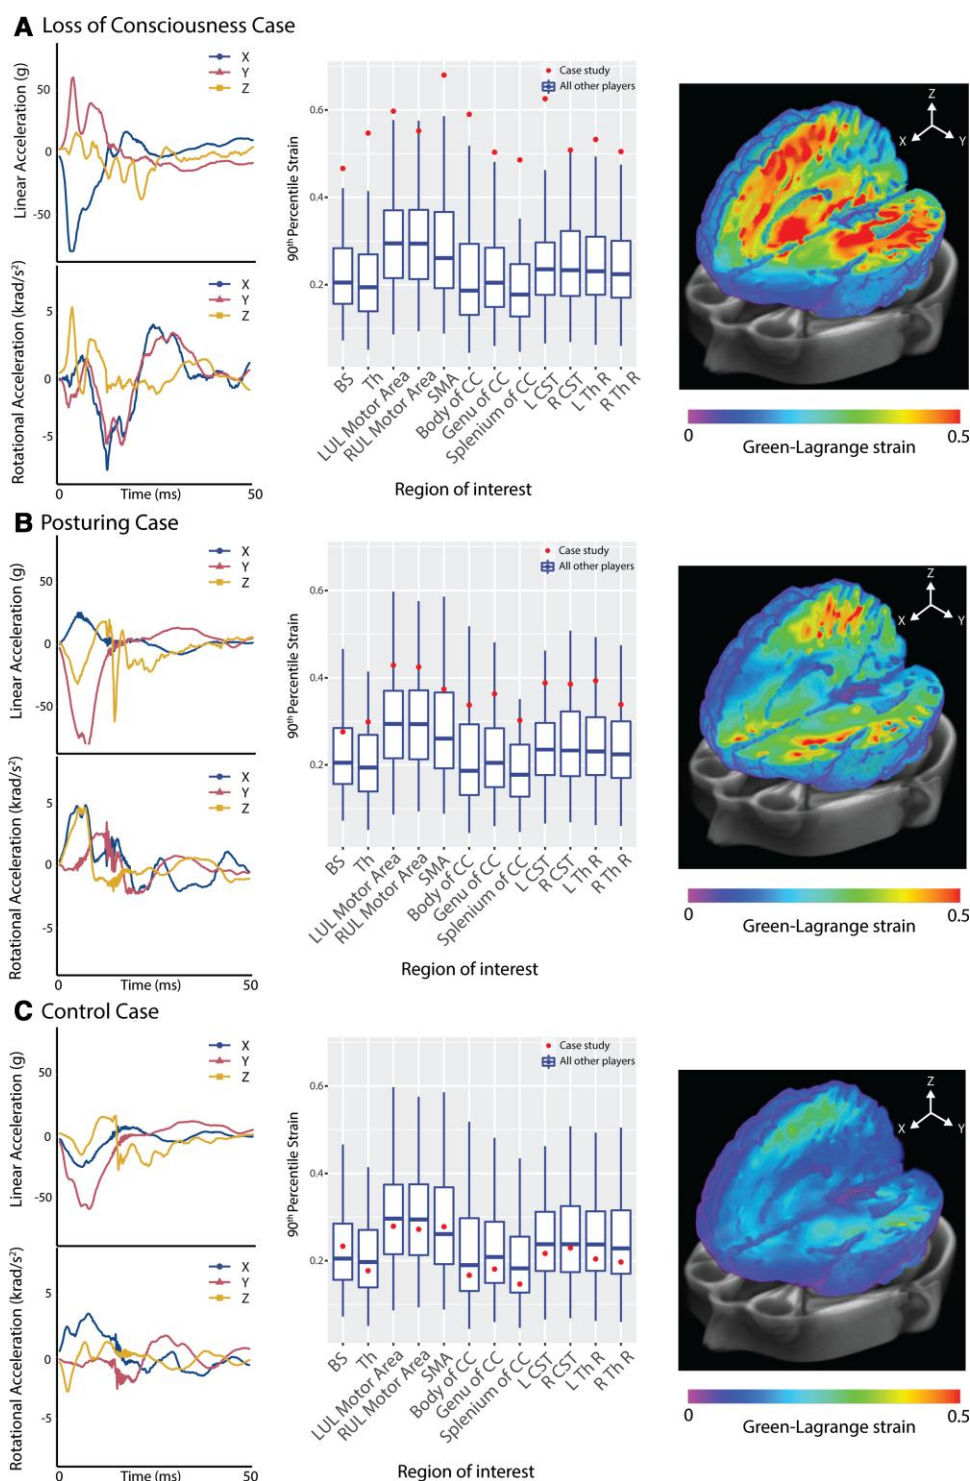 A Loss of Consciousness Case
Linear Acceleration (g)
50
0
-50
X
Y
Z
Rotational Acceleration (krad/s²)
5
0
-5
X
Y
Z
0
Time (ms)
50
90th Percentile Strain
0.6
0.4
0.2
Case study
All other players
BS
Th
LUL Motor Area
RUL Motor Area
SMA
Body of CC
Genu of CC
Splenium of CC
L CST
R CST
L Th R
R Th R
Region of interest
Z
X
Y
0
0.5
Green-Lagrange strain
B Posturing Case
Linear Acceleration (g)
50
0
-50
X
Y
Z
Rotational Acceleration (krad/s²)
5
0
-5
X
Y
Z
0
Time (ms)
50
90th Percentile Strain
0.6
0.4
0.2
Case study
All other players
BS
Th
LUL Motor Area
RUL Motor Area
SMA
Body of CC
Genu of CC
Splenium of CC
L CST
R CST
L Th R
R Th R
Region of interest
Z
X
Y
0
0.5
Green-Lagrange strain
C Control Case
Linear Acceleration (g)
50
0
-50
X
Y
Z
Rotational Acceleration (krad/s²)
5
0
-5
X
Y
Z
0
Time (ms)
50
90th Percentile Strain
0.6
0.4
0.2
Case study
All other players
BS
Th
LUL Motor Area
RUL Motor Area
SMA
Body of CC
Genu of CC
Splenium of CC
L CST
R CST
L Th R
R Th R
Region of interest
Z
X
Y
0
0.5
Green-Lagrange strain